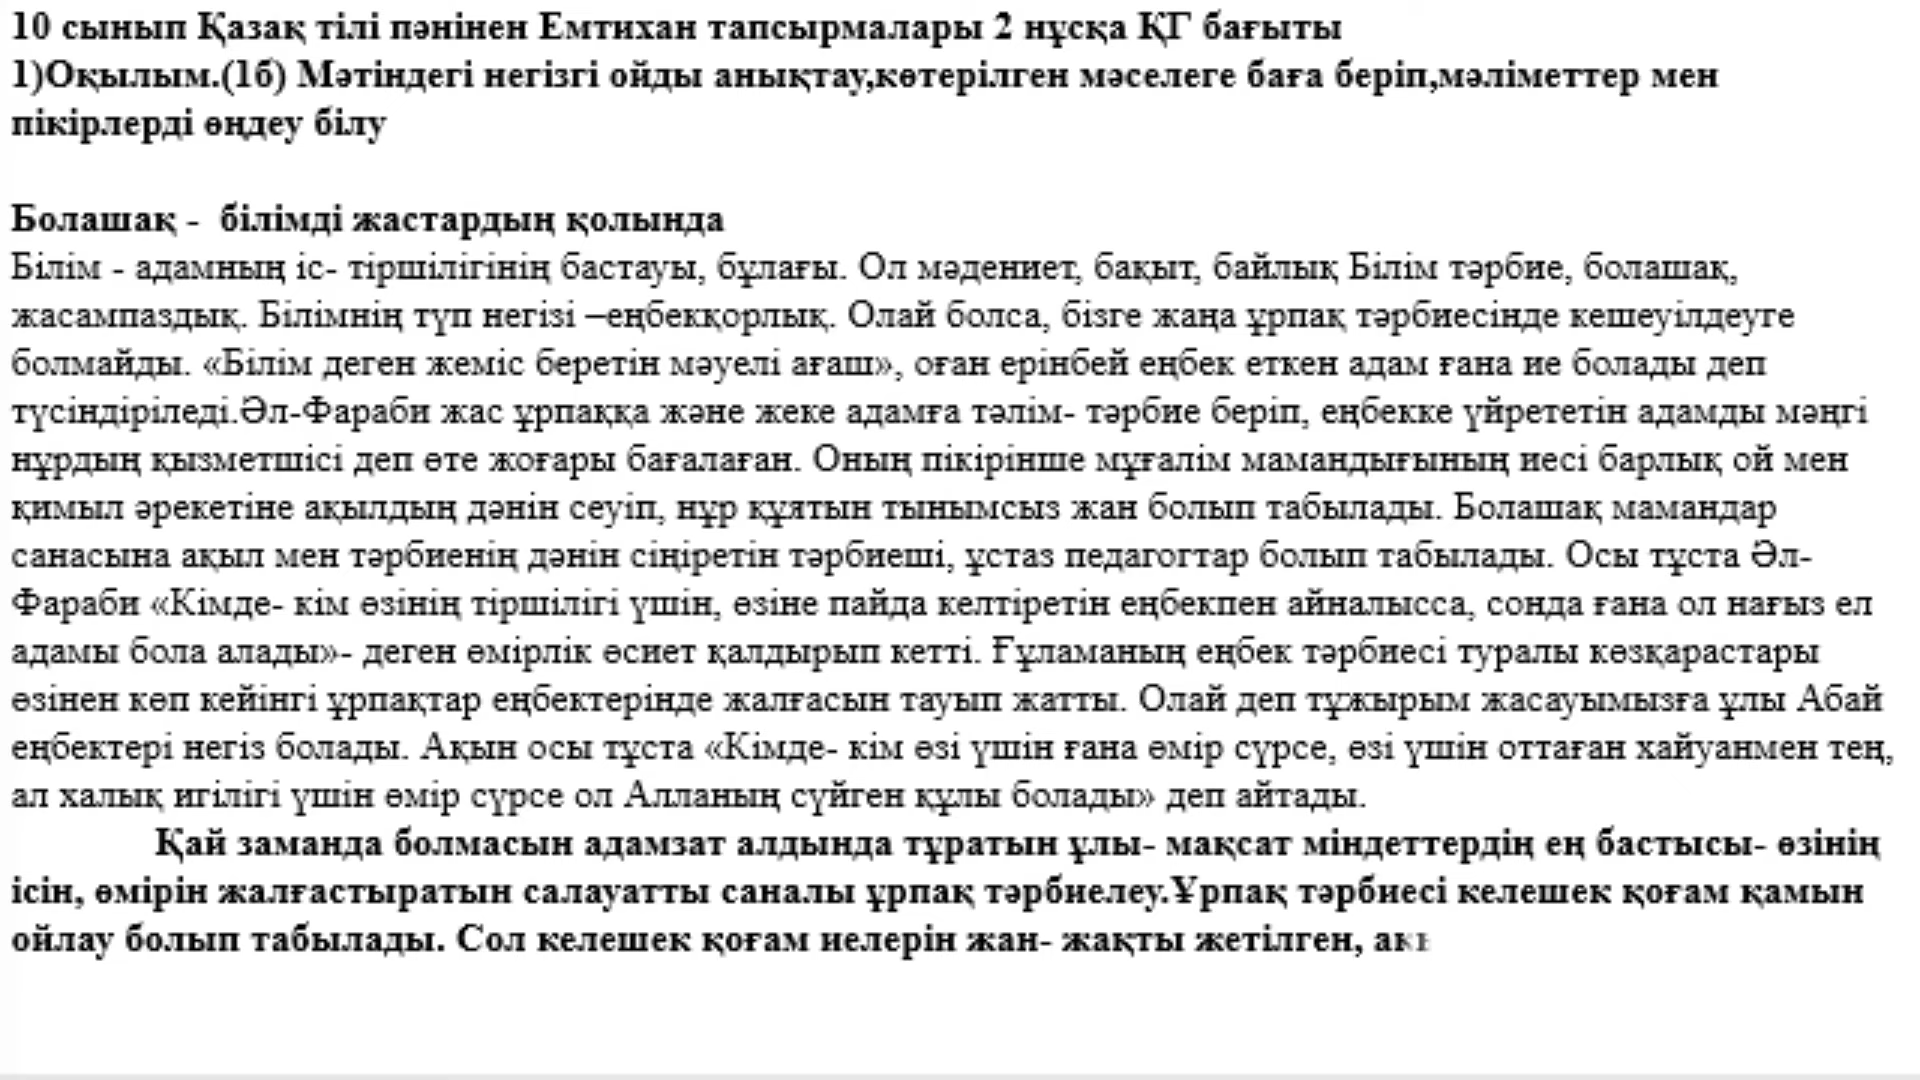 10 сынып Қазақ тілі пәнінен Емтихан тапсырмалары 2 нұсқа ҚГ бағыты
1)Оқылым.(1б) Мәтіндегі негізгі ойды анықтау,көтерілген мәселеге баға беріп,мәліметтер мен
пікірлерді өңдеу білу
Болашақ - білімді жастардың қолында
Білім - адамның іс- тіршілігінің бастауы, бұлағы. Ол мәдениет, бақыт, байлық Білім тәрбие, болашақ,
жасампаздық. Білімнің түп негізі –еңбекқорлық. Олай болса, бізге жаңа ұрпақ тәрбиесінде кешеуілдеуге
болмайды. «Білім деген жеміс беретін мәуелі ағаш», оған ерінбей еңбек еткен адам ғана ие болады деп
түсіндіріледі.Әл-Фараби жас ұрпаққа және жеке адамға тәлім- тәрбие беріп, еңбекке үйрететін адамды мәңгі
нұрдың қызметшісі деп өте жоғары бағалаған. Оның пікірінше мұғалім мамандығының иесі барлық ой мен
қимыл әрекетіне ақылдың дәнін сеуіп, нұр құятын тынымсыз жан болып табылады. Болашақ мамандар
санасына ақыл мен тәрбиенің дәнін сіңіретін тәрбиеші, ұстаз педагогтар болып табылады. Осы тұста Әл-
Фараби «Кімде- кім өзінің тіршілігі үшін, өзіне пайда келтіретін еңбекпен айналысса, сонда ғана ол нағыз ел
адамы бола алады»- деген өмірлік өсиет қалдырып кетті. Ғұламаның еңбек тәрбиесі туралы көзқарастары
өзінен көп кейінгі ұрпақтар еңбектерінде жалғасын тауып жатты. Олай деп тұжырым жасауымызға ұлы Абай
еңбектері негіз болады. Ақын осы тұста «Кімде- кім өзі үшін ғана өмір сүрсе, өзі үшін оттаған хайуанмен тең,
ал халық игілігі үшін өмір сүрсе ол Алланың сүйген құлы болады» деп айтады.
Қай заманда болмасын адамзат алдында тұратын ұлы- мақсат міндеттердің ең бастысы- өзінің
ісін, өмірін жалғастыратын салауатты саналы ұрпақ тәрбиелеу.Ұрпақ тәрбиесі келешек қоғам қамын
ойлау болып табылады. Сол келешек қоғам иелерін жан- жақты жетілген,